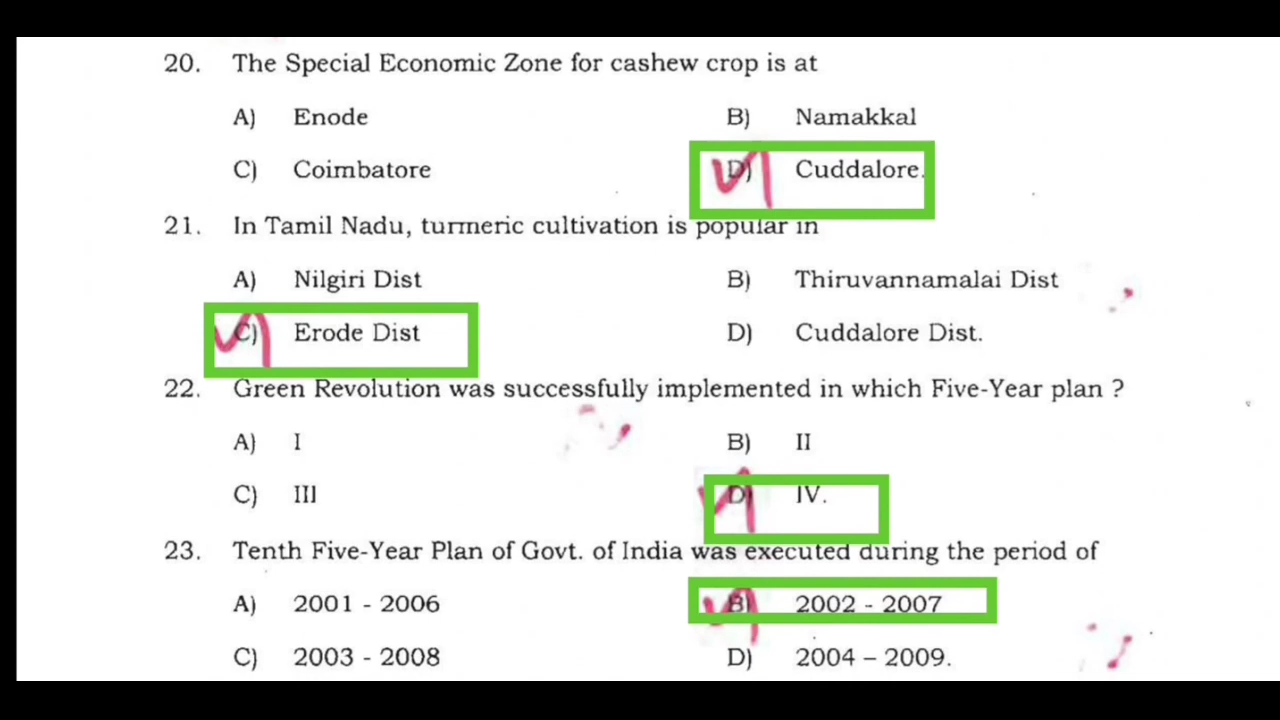 20. The Special Economic Zone for cashew crop is at
A) Enode B) Namakkal
C) Coimbatore D) Cuddalore.
21. In Tamil Nadu, turmeric cultivation is popular in
A) Nilgiri Dist B) Thiruvannamalai Dist
C) Erode Dist D) Cuddalore Dist.
22. Green Revolution was successfully implemented in which Five-Year plan ?
A) I B) II
C) III D) IV.
23. Tenth Five-Year Plan of Govt. of India was executed during the period of
A) 2001 - 2006 B) 2002 - 2007
C) 2003 - 2008 D) 2004 – 2009.